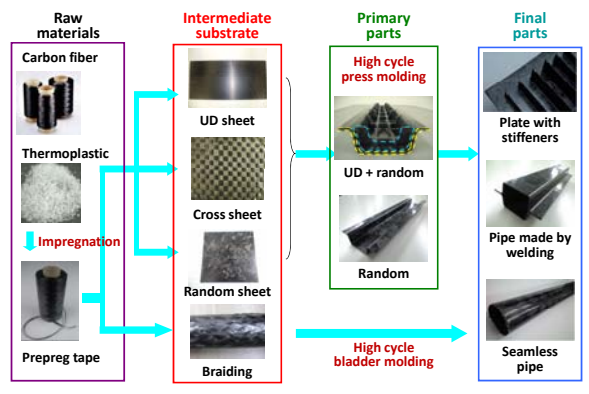 Raw
materials
Intermediate
substrate
Primary
parts
Final
parts
Carbon fiber
Thermoplastic
Impregnation
Prepreg tape
UD sheet
Cross sheet
Random sheet
Braiding
High cycle
press molding
UD + random
Random
High cycle
bladder molding
Plate with
stiffeners
Pipe made by
welding
Seamless
pipe